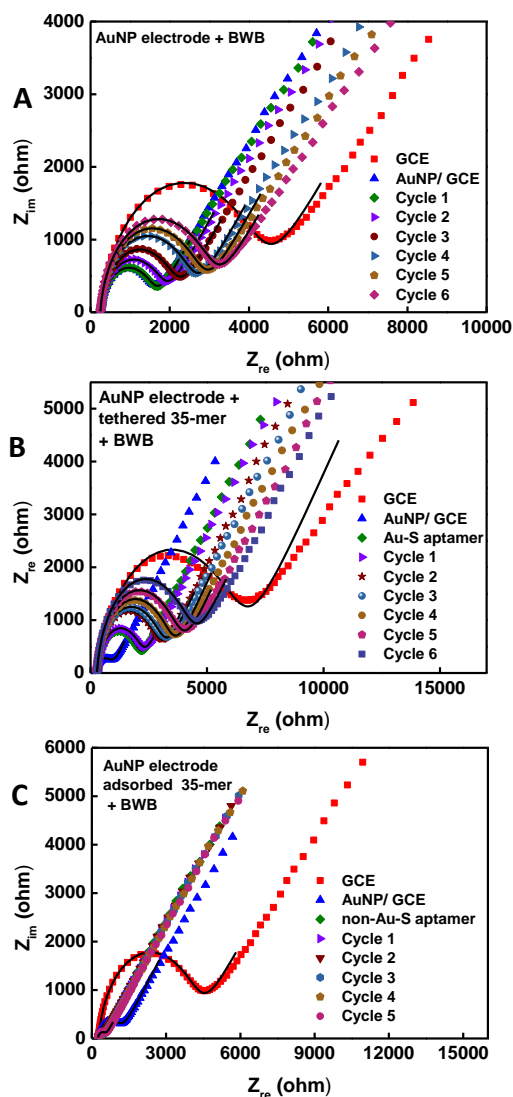 A
AuNP electrode + BWB
Z_im (ohm)
4000
3000
2000
1000
0
GCE
AuNP/ GCE
Cycle 1
Cycle 2
Cycle 3
Cycle 4
Cycle 5
Cycle 6
0 2000 4000 6000 8000 10000
Z_re (ohm)
B
AuNP electrode +
tethered 35-mer
+ BWB
Z_re (ohm)
5000
4000
3000
2000
1000
0
GCE
AuNP/ GCE
Au-S aptamer
Cycle 1
Cycle 2
Cycle 3
Cycle 4
Cycle 5
Cycle 6
0 5000 10000 15000
Z_re (ohm)
C
AuNP electrode
adsorbed 35-mer
+ BWB
Z_im (ohm)
6000
5000
4000
3000
2000
1000
0
GCE
AuNP/ GCE
non-Au-S aptamer
Cycle 1
Cycle 2
Cycle 3
Cycle 4
Cycle 5
0 3000 6000 9000 12000 15000
Z_re (ohm)